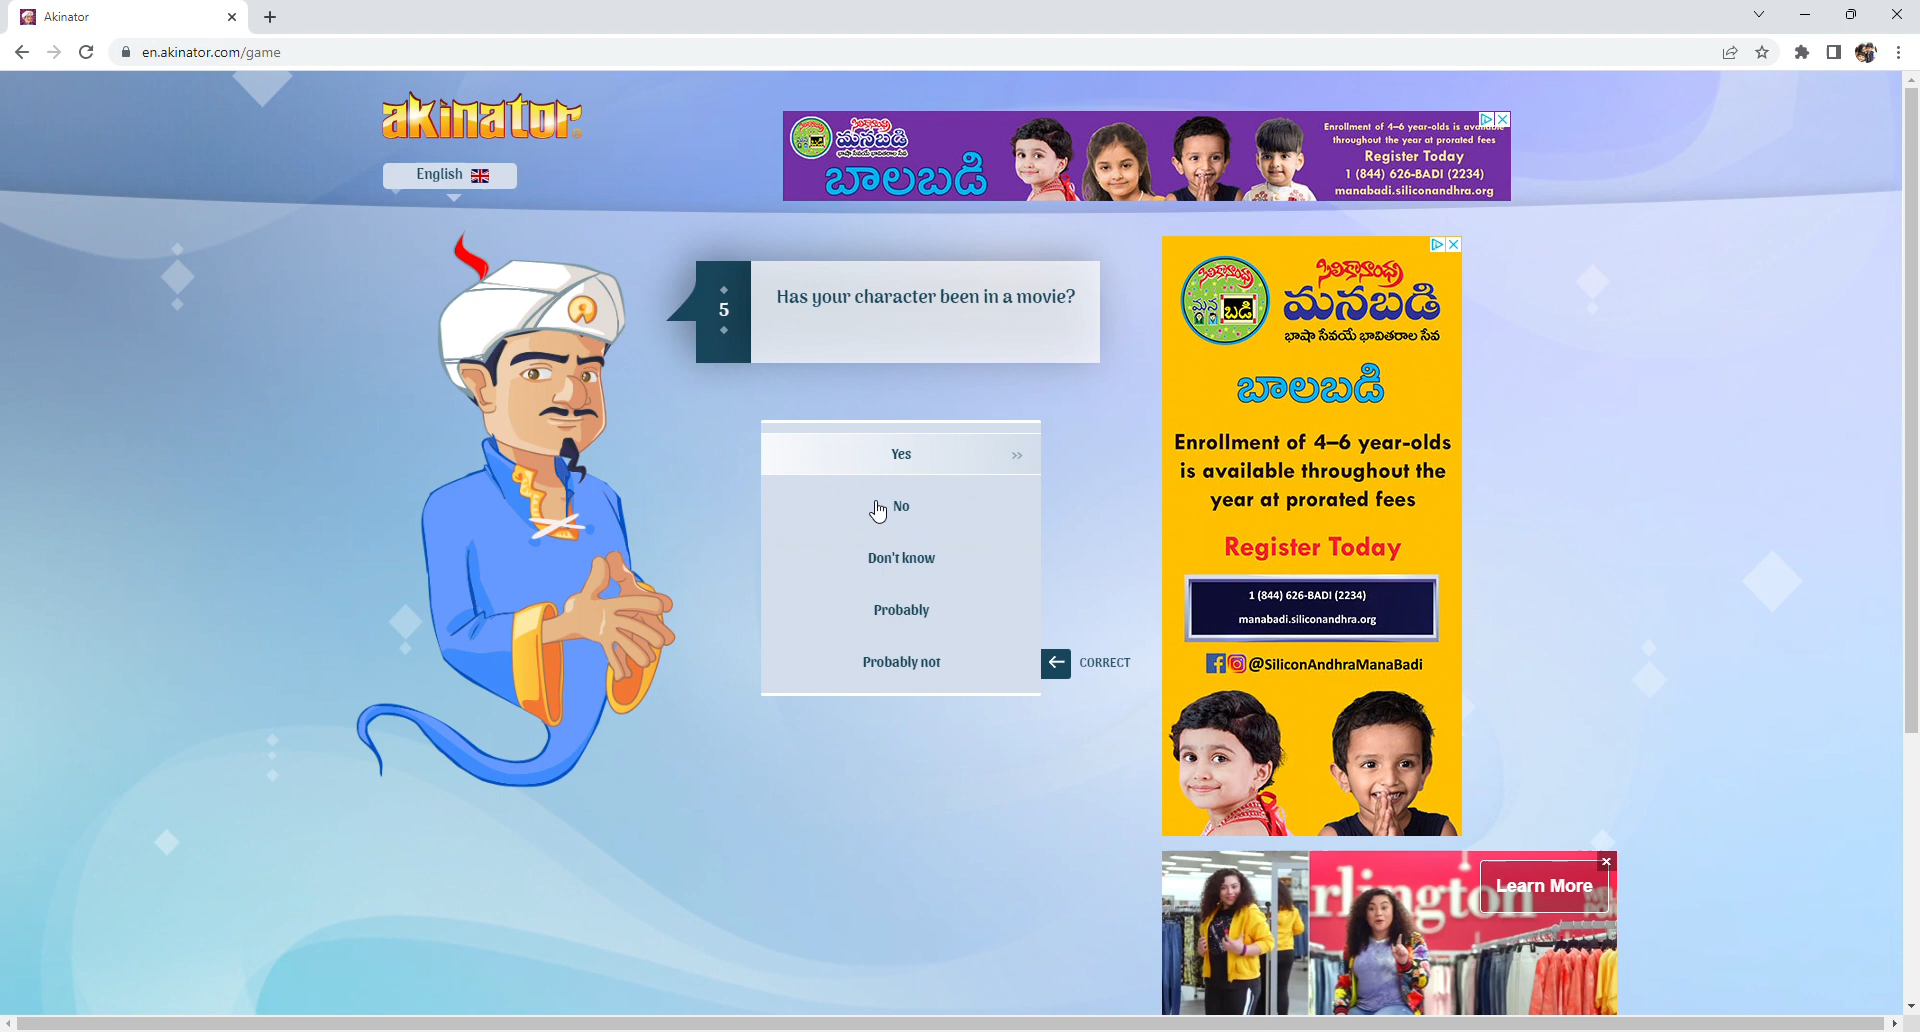 Akinator
en.akinator.com/game
akinator
English
మనబడి
బాలబడి
Enrollment of 4–6 year-olds is available
throughout the year at prorated fees
Register Today
1 (844) 626-BADI (2234)
manabadi.siliconandhra.org
5
Has your character been in a movie?
Yes
No
Don't know
Probably
Probably not
CORRECT
సిలికానాంధ్ర
మనబడి
భాషా సేవయే భావితరాల సేవ
బాలబడి
Enrollment of 4–6 year-olds
is available throughout the
year at prorated fees
Register Today
1 (844) 626-BADI (2234)
manabadi.siliconandhra.org
@SiliconAndhraManaBadi
rlington
Learn More